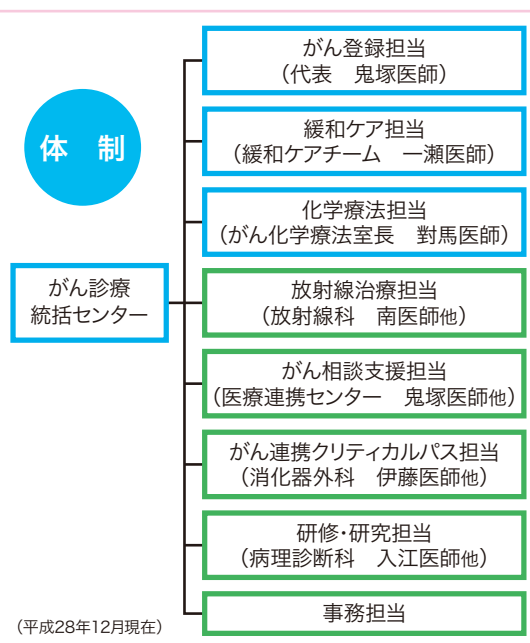 体　制
がん診療
統括センター
がん登録担当
（代表　鬼塚医師）
緩和ケア担当
（緩和ケアチーム　一瀬医師）
化学療法担当
（がん化学療法室長　對馬医師）
放射線治療担当
（放射線科　南医師他）
がん相談支援担当
（医療連携センター　鬼塚医師他）
がん連携クリティカルパス担当
（消化器外科　伊藤医師他）
研修・研究担当
（病理診断科　入江医師他）
事務担当
（平成28年12月現在）